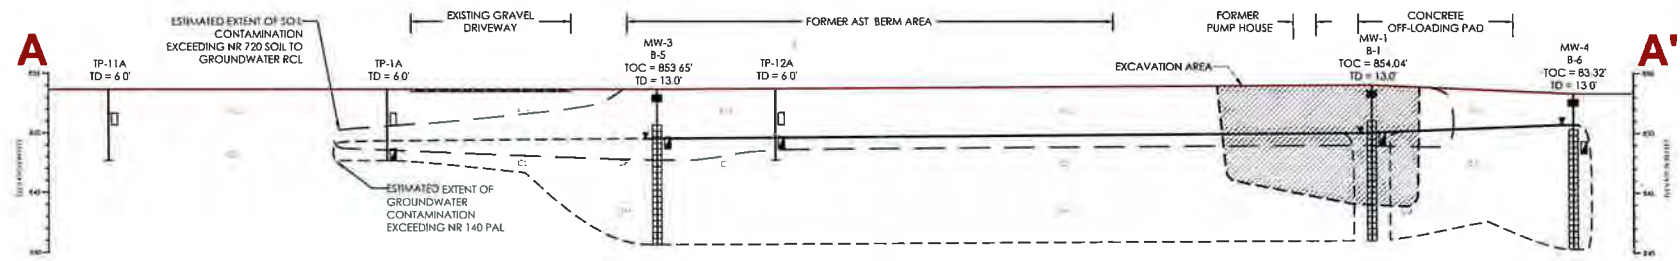 A
ESTIMATED EXTENT OF SOIL
CONTAMINATION
EXCEEDING NR 720 SOIL TO
GROUNDWATER RCL
EXISTING GRAVEL
DRIVEWAY
FORMER AST BERM AREA
FORMER
PUMP HOUSE
CONCRETE
OFF-LOADING PAD
A'
TP-11A
TD = 6.0'
TP-1A
TD = 6.0'
MW-3
B-5
TOC = 853.65'
TD = 13.0'
TP-12A
TD = 6.0'
EXCAVATION AREA
MW-1
B-1
TOC = 854.04'
TD = 13.0'
MW-4
B-6
TOC = 83.32'
TD = 13.0'
ESTIMATED EXTENT OF
GROUNDWATER
CONTAMINATION
EXCEEDING NR 140 PAL